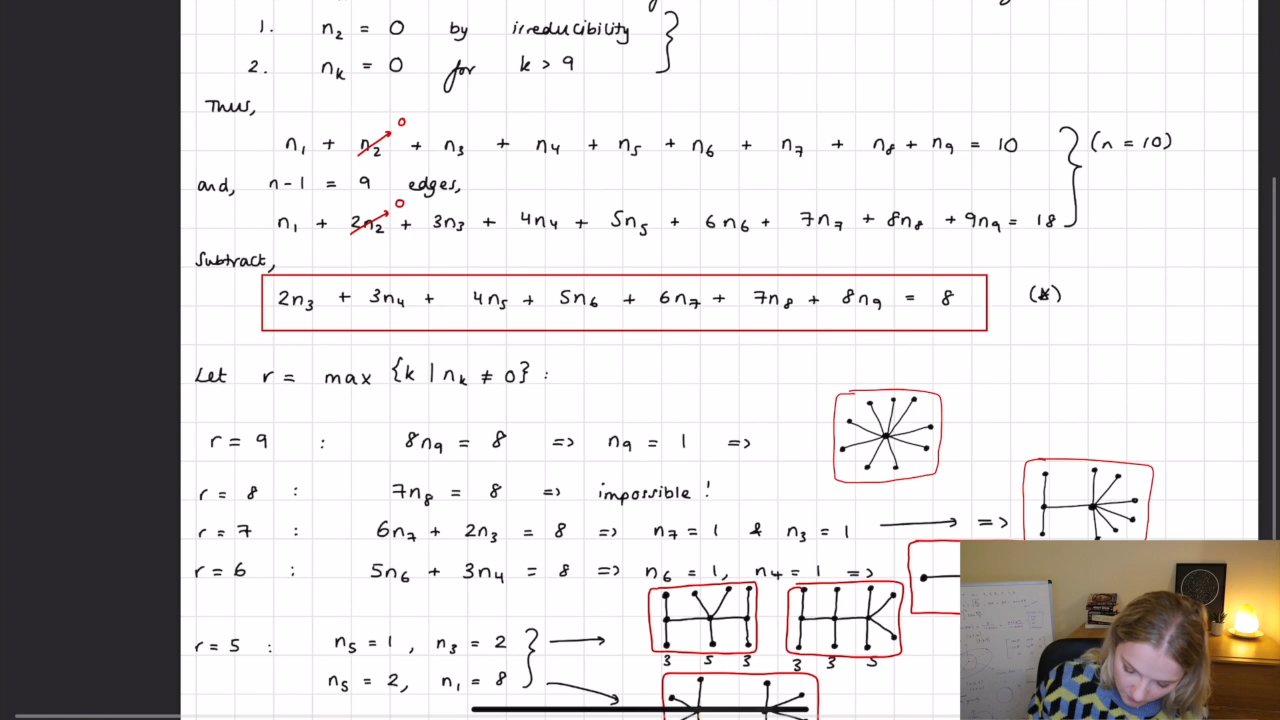 1. n₂ = 0 by irreducibility
2. nₖ = 0 for k > 9
Thus,
n₁ + n₂ 0 + n₃ + n₄ + n₅ + n₆ + n₇ + n₈ + n₉ = 10 (n = 10)
and, n-1 = 9 edges,
n₁ + 2n₂ 0 + 3n₃ + 4n₄ + 5n₅ + 6n₆ + 7n₇ + 8n₈ + 9n₉ = 18
Subtract,
2n₃ + 3n₄ + 4n₅ + 5n₆ + 6n₇ + 7n₈ + 8n₉ = 8 (*)
Let r = max {k | nₖ ≠ 0} :
r = 9 : 8n₉ = 8 => n₉ = 1 =>
r = 8 : 7n₈ = 8 => impossible!
r = 7 : 6n₇ + 2n₃ = 8 => n₇ = 1 & n₃ = 1 =>
r = 6 : 5n₆ + 3n₄ = 8 => n₆ = 1, n₄ = 1 =>
r = 5 : n₅ = 1, n₃ = 2
3 5 3 3 3 5
n₅ = 2, n₁ = 8